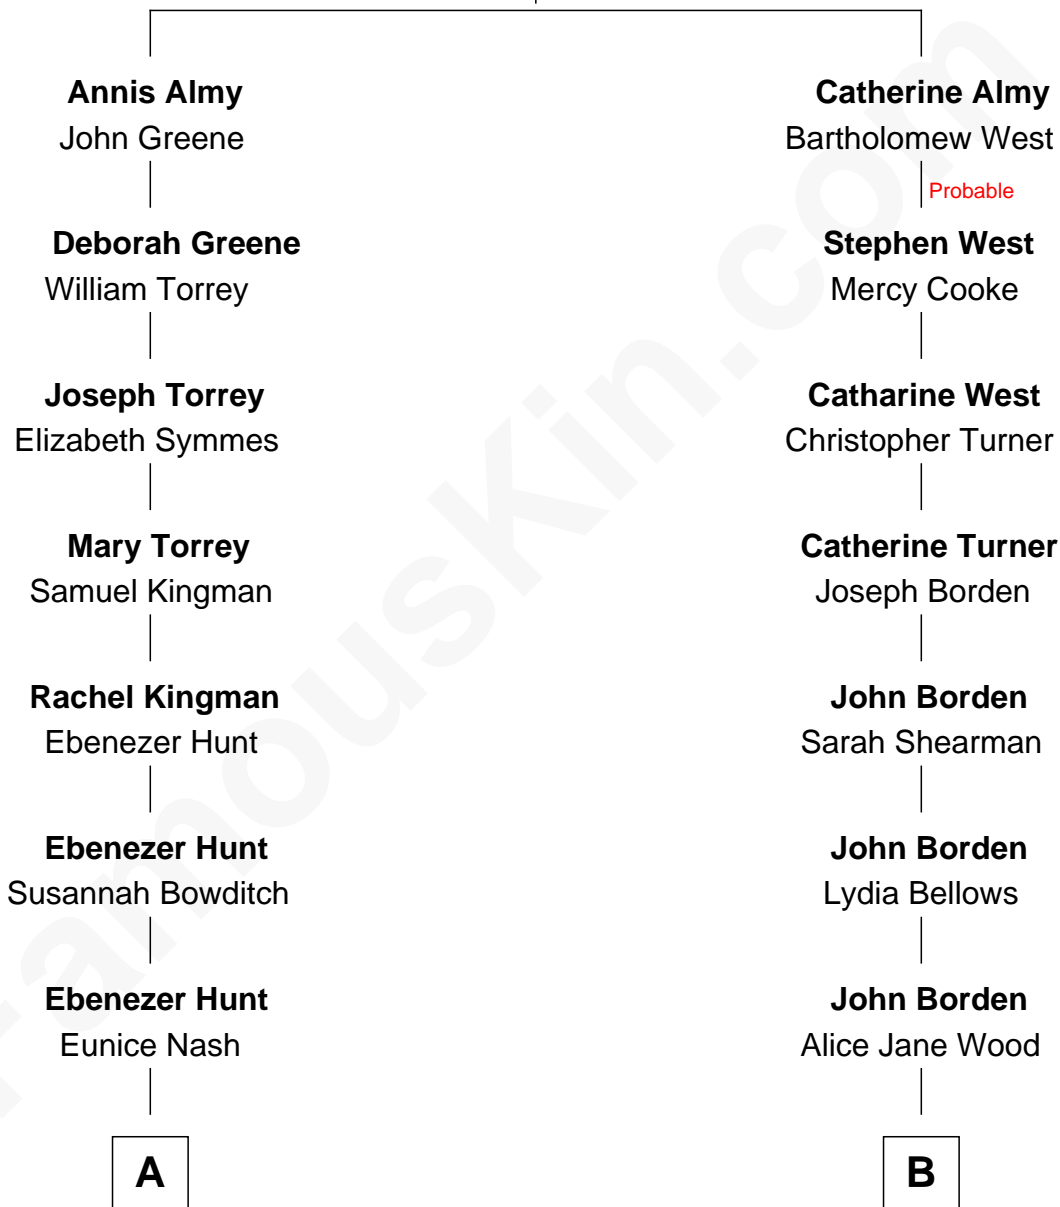 Annis Almy
John Greene
Deborah Greene
William Torrey
Joseph Torrey
Elizabeth Symmes
Mary Torrey
Samuel Kingman
Rachel Kingman
Ebenezer Hunt
Ebenezer Hunt
Susannah Bowditch
Ebenezer Hunt
Eunice Nash
A
Catherine Almy
Bartholomew West
Probable
Stephen West
Mercy Cooke
Catharine West
Christopher Turner
Catherine Turner
Joseph Borden
John Borden
Sarah Shearman
John Borden
Lydia Bellows
John Borden
Alice Jane Wood
B
FamousKin.com